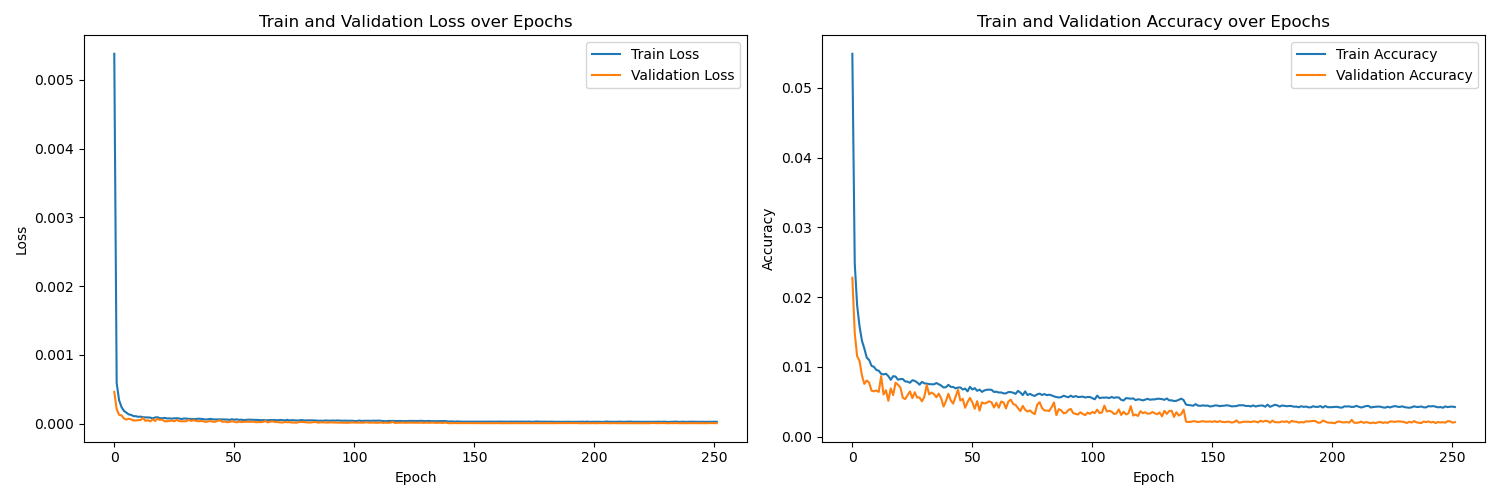 Train and Validation Loss over Epochs
Train Loss
Validation Loss
0.005
0.004
0.003
0.002
0.001
0.000
Loss
0
50
100
150
200
250
Epoch
Train and Validation Accuracy over Epochs
Train Accuracy
Validation Accuracy
0.05
0.04
0.03
0.02
0.01
0.00
Accuracy
0
50
100
150
200
250
Epoch